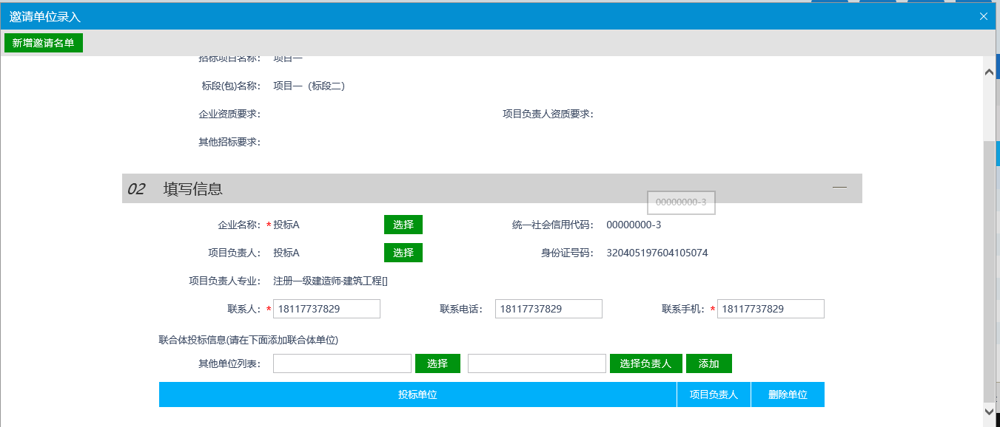 邀请单位录入
新增邀请名单
招标项目名称： 项目一
标段(包)名称： 项目一（标段二）
企业资质要求： 项目负责人资质要求：
其他招标要求：
02 填写信息
00000000-3
企业名称： * 投标A 选择 统一社会信用代码： 00000000-3
项目负责人： 投标A 选择 身份证号码： 320405197604105074
项目负责人专业： 注册一级建造师·建筑工程[]
联系人： * 18117737829 联系电话： 18117737829 联系手机： * 18117737829
联合体投标信息(请在下面添加联合体单位)
其他单位列表： 选择 选择负责人 添加
投标单位 项目负责人 删除单位